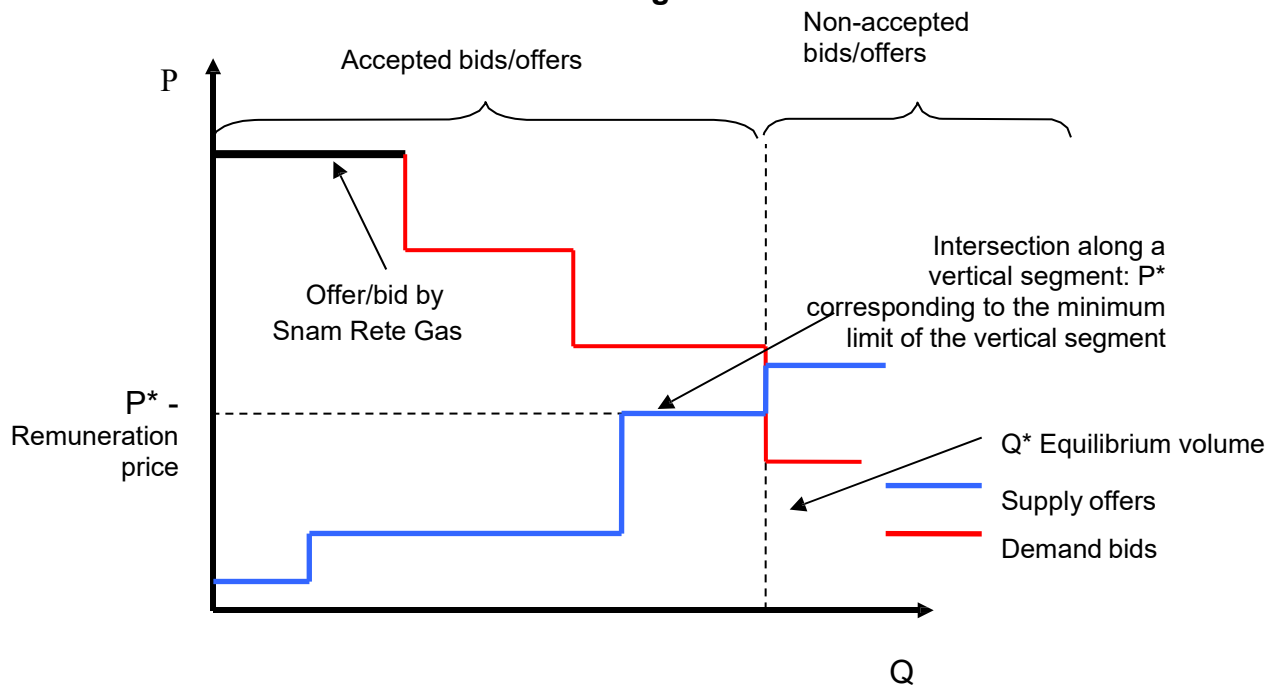 Non-accepted
bids/offers
Accepted bids/offers
P
Intersection along a
vertical segment: P*
corresponding to the minimum
limit of the vertical segment
Offer/bid by
Snam Rete Gas
P* -
Remuneration
price
Q* Equilibrium volume
Supply offers
Demand bids
Q